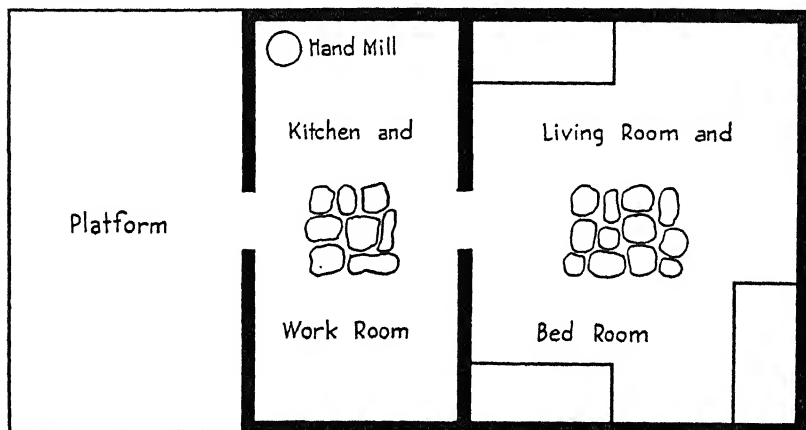 Hand Mill
Kitchen and
Living Room and
Platform
Work Room
Bed Room